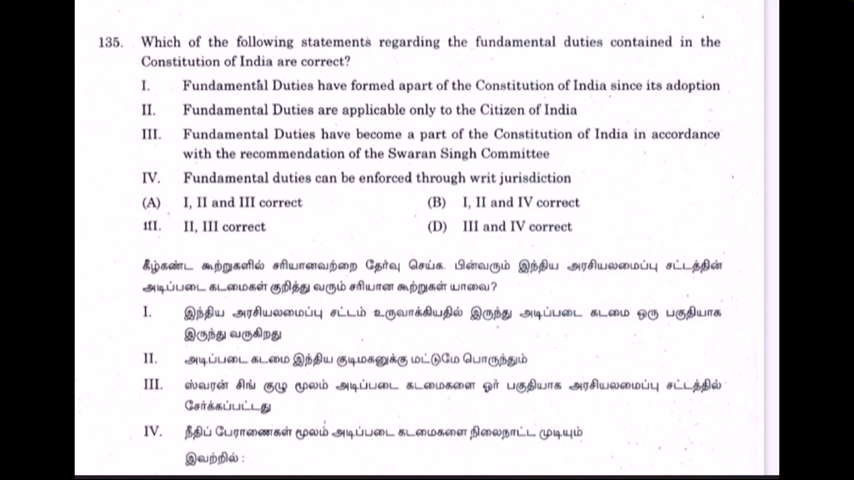 135. Which of the following statements regarding the fundamental duties contained in the
Constitution of India are correct?
I. Fundamental Duties have formed apart of the Constitution of India since its adoption
II. Fundamental Duties are applicable only to the Citizen of India
III. Fundamental Duties have become a part of the Constitution of India in accordance
with the recommendation of the Swaran Singh Committee
IV. Fundamental duties can be enforced through writ jurisdiction
(A) I, II and III correct (B) I, II and IV correct
III. II, III correct (D) III and IV correct
கீழ்கண்ட கூற்றுகளில் சரியானவற்றை தேர்வு செய்க. பின்வரும் இந்திய அரசியலமைப்பு சட்டத்தின்
அடிப்படை கடமைகள் குறித்து வரும் சரியான கூற்றுகள் யாவை?
I. இந்திய அரசியலமைப்பு சட்டம் உருவாக்கியதில் இருந்து அடிப்படை கடமை ஒரு பகுதியாக
இருந்து வருகிறது
II. அடிப்படை கடமை இந்திய குடிமகனுக்கு மட்டுமே பொருந்தும்
III. ஸ்வரன் சிங் குழு மூலம் அடிப்படை கடமைகளை ஓர் பகுதியாக அரசியலமைப்பு சட்டத்தில்
சேர்க்கப்பட்டது
IV. நீதிப் பேராணைகள் மூலம் அடிப்படை கடமைகளை நிலைநாட்ட முடியும்
இவற்றில் :